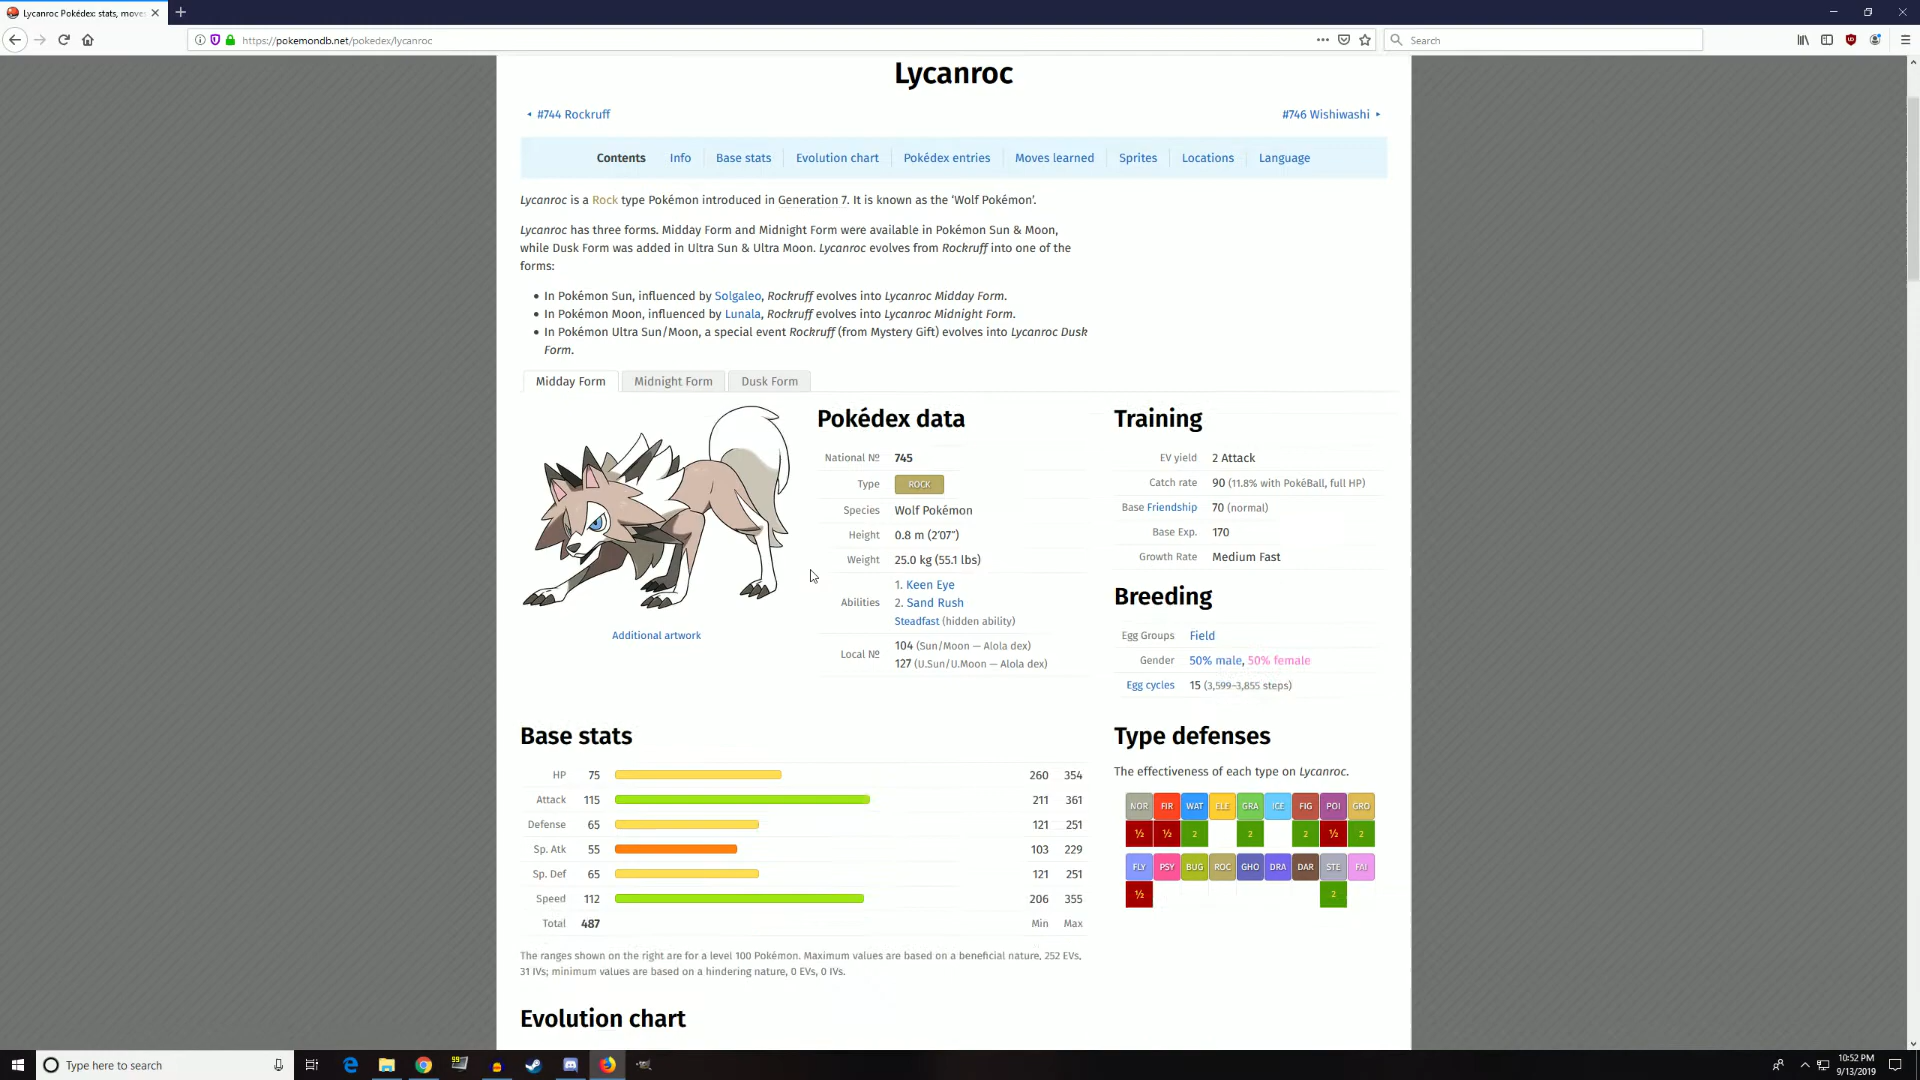 Lycanroc Pokédex: stats, moves
https://pokemondb.net/pokedex/lycanroc
Search
Lycanroc
#744 Rockruff
#746 Wishiwashi
Contents Info Base stats Evolution chart Pokédex entries Moves learned Sprites Locations Language
Lycanroc is a Rock type Pokémon introduced in Generation 7. It is known as the ‘Wolf Pokémon’.
Lycanroc has three forms. Midday Form and Midnight Form were available in Pokémon Sun & Moon,
while Dusk Form was added in Ultra Sun & Ultra Moon. Lycanroc evolves from Rockruff into one of the
forms:
• In Pokémon Sun, influenced by Solgaleo, Rockruff evolves into Lycanroc Midday Form.
• In Pokémon Moon, influenced by Lunala, Rockruff evolves into Lycanroc Midnight Form.
• In Pokémon Ultra Sun/Moon, a special event Rockruff (from Mystery Gift) evolves into Lycanroc Dusk
Form.
Midday Form Midnight Form Dusk Form
Additional artwork
Pokédex data
National № 745
Type ROCK
Species Wolf Pokémon
Height 0.8 m (2′07″)
Weight 25.0 kg (55.1 lbs)
Abilities
1. Keen Eye
2. Sand Rush
Steadfast (hidden ability)
Local №
104 (Sun/Moon — Alola dex)
127 (U.Sun/U.Moon — Alola dex)
Training
EV yield 2 Attack
Catch rate 90 (11.8% with PokéBall, full HP)
Base Friendship 70 (normal)
Base Exp. 170
Growth Rate Medium Fast
Breeding
Egg Groups Field
Gender 50% male, 50% female
Egg cycles 15 (3,599–3,855 steps)
Base stats
HP 75 260 354
Attack 115 211 361
Defense 65 121 251
Sp. Atk 55 103 229
Sp. Def 65 121 251
Speed 112 206 355
Total 487 Min Max
The ranges shown on the right are for a level 100 Pokémon. Maximum values are based on a beneficial nature, 252 EVs,
31 IVs; minimum values are based on a hindering nature, 0 EVs, 0 IVs.
Type defenses
The effectiveness of each type on Lycanroc.
NOR FIR WAT ELE GRA ICE FIG POI GRO
½ ½ 2 2 2 ½ 2
FLY PSY BUG ROC GHO DRA DAR STE FAI
½ 2
Evolution chart
Type here to search
99
10:52 PM
9/13/2019